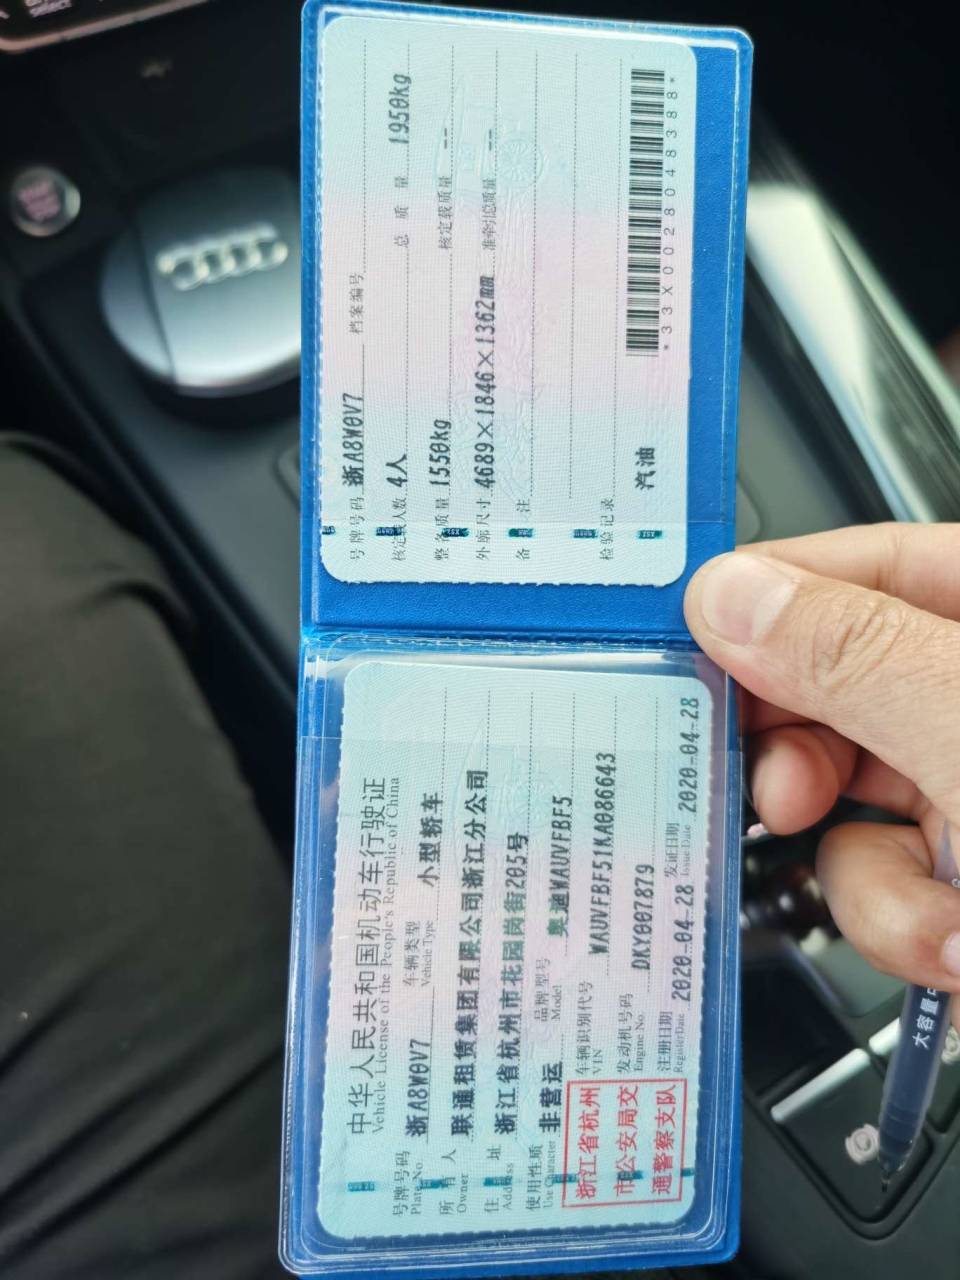 中华人民共和国机动车行驶证
Vehicle License of the People's Republic of China
号牌号码 浙A8W0V7 车辆类型 小型轿车
Plate No. Vehicle Type
所有人 联通租赁集团有限公司浙江分公司
Owner
住址 浙江省杭州市花园岗街205号
Address
使用性质 非营运 品牌型号 奥迪WAUVFBF5
Use Character Model
浙江省杭州
市公安局交
通警察支队
车辆识别代号 WAUVFBF51KA086643
VIN
发动机号码 DKY007879
Engine No.
注册日期 2020-04-28 发证日期 2020-04-28
Register Date Issue Date
号牌号码 浙A8W0V7 档案编号
核定载人数 4人 总质量 1950kg
整备质量 1550kg 核定载质量 --
外廓尺寸 4689×1846×1362mm 准牵引总质量 --
备注
检验记录
汽油
*33X0028048388*
大容量